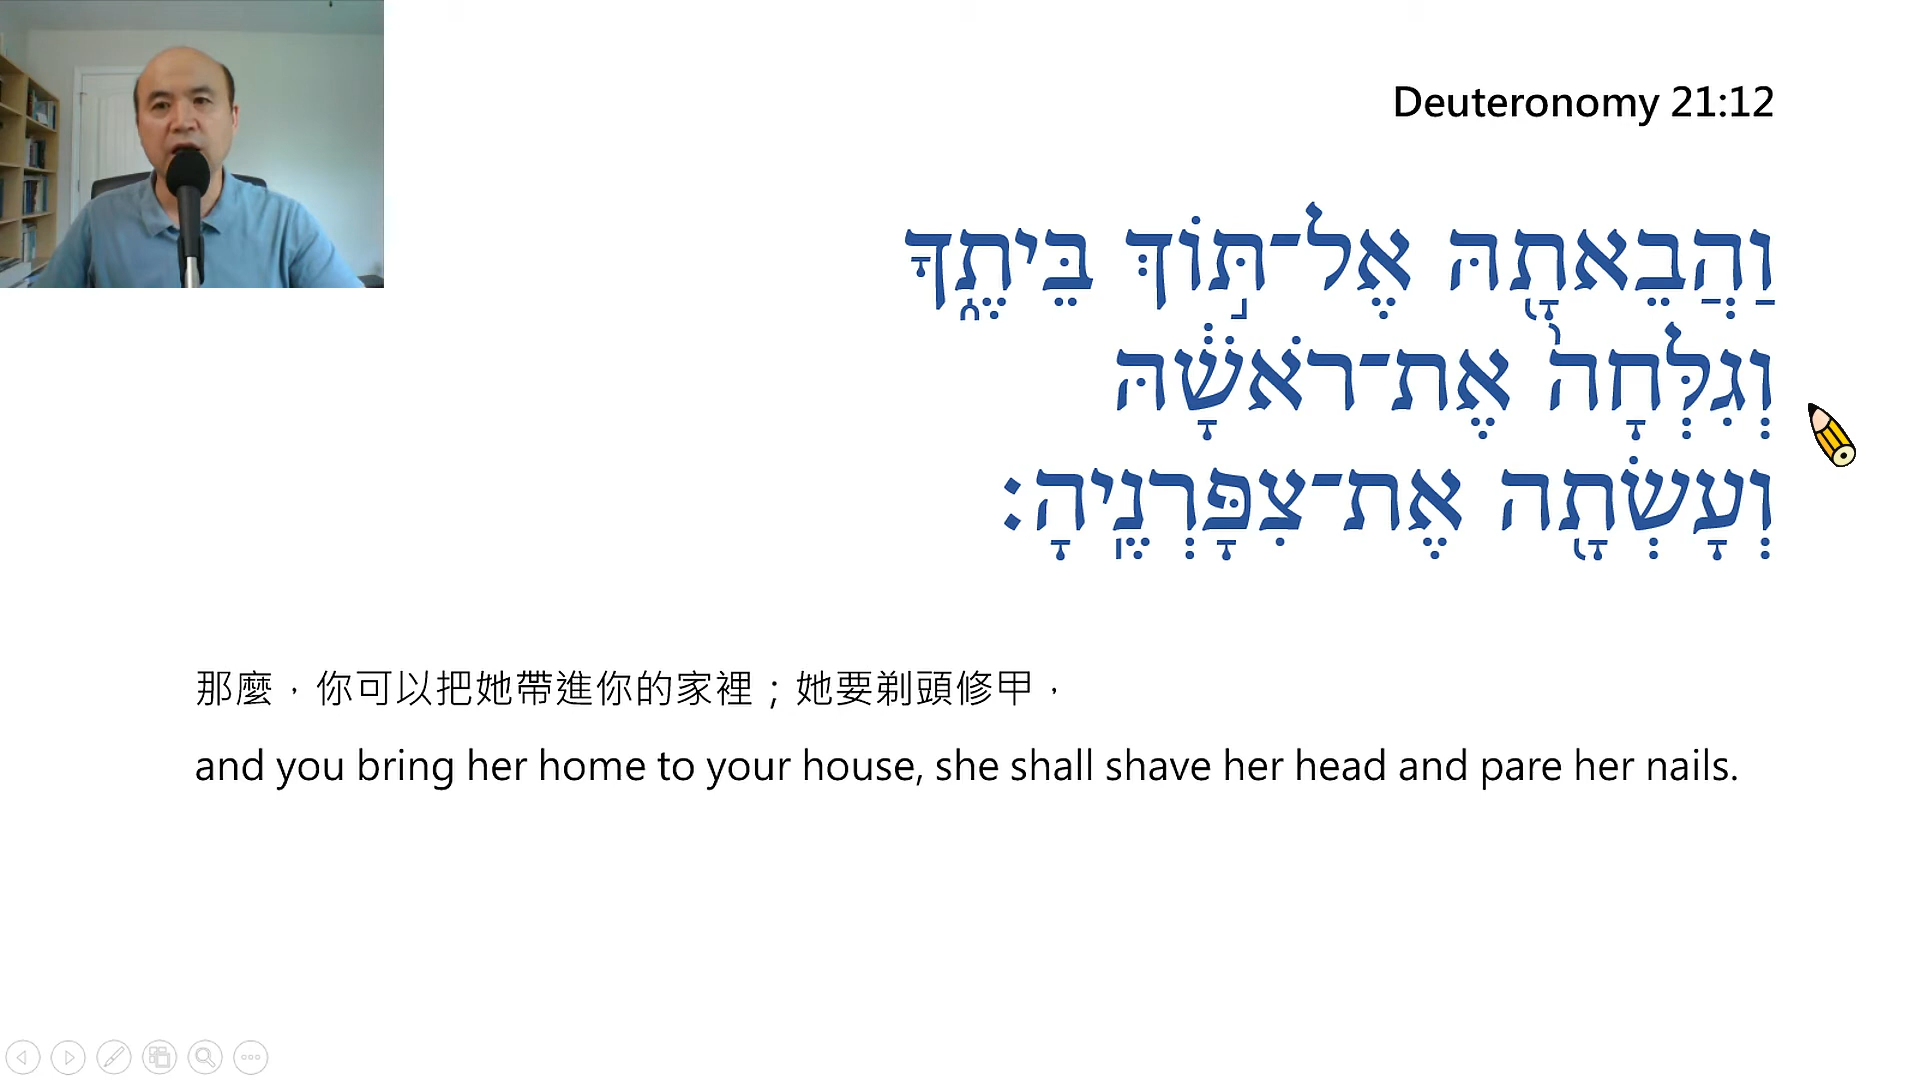 Deuteronomy 21:12
וַהֲבֵאתָ֖הּ אֶל־תּ֣וֹךְ בֵּיתֶ֑ךָ
וְגִלְּחָה֙ אֶת־רֹאשָׁ֔הּ
וְעָשְׂתָ֖ה אֶת־צִפָּרְנֶֽיהָ׃
那麼，你可以把她帶進你的家裡；她要剃頭修甲，
and you bring her home to your house, she shall shave her head and pare her nails.